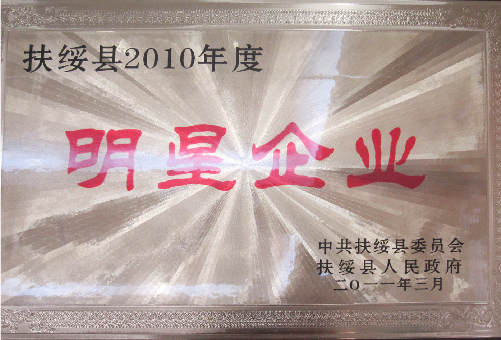 扶绥县2010年度
明星企业
中共扶绥县委员会
扶绥县人民政府
二〇一一年三月